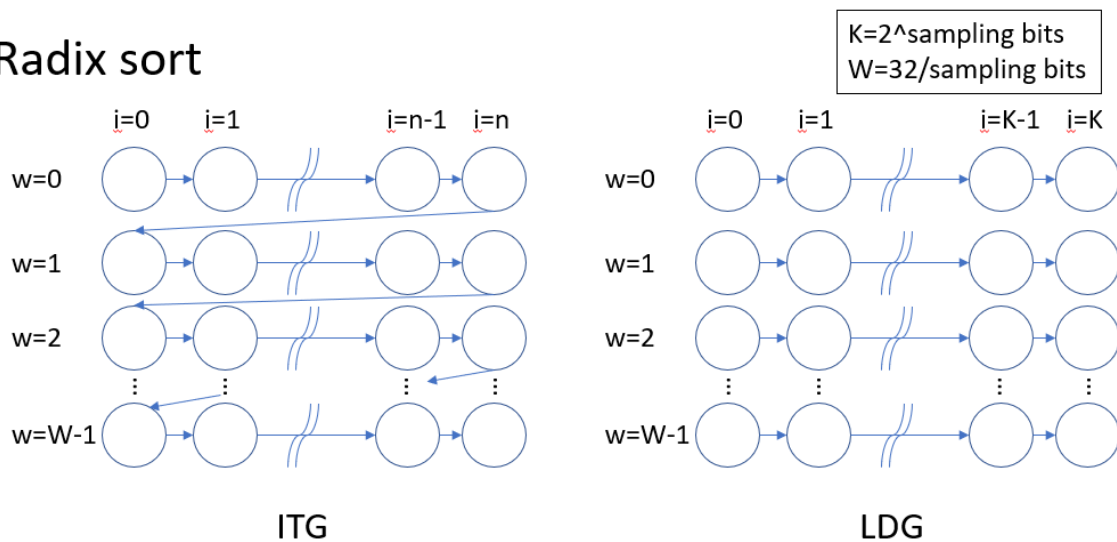 K=2^sampling bits
W=32/sampling bits
Radix sort
i=0 i=1 i=n-1 i=n
w=0
w=1
w=2
⋮ ⋮ ⋮ ⋮
w=W-1
ITG
i=0 i=1 i=K-1 i=K
w=0
w=1
w=2
⋮ ⋮ ⋮ ⋮
w=W-1
LDG